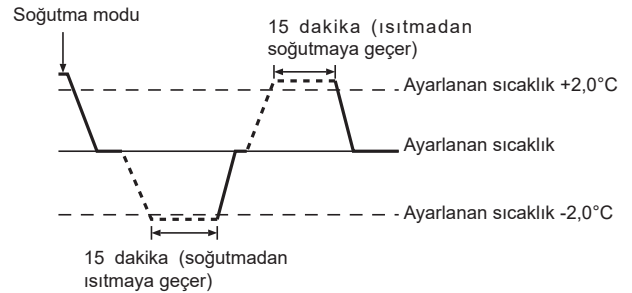 Soğutma modu
15 dakika (ısıtmadan
soğutmaya geçer)
Ayarlanan sıcaklık +2,0°C
Ayarlanan sıcaklık
Ayarlanan sıcaklık -2,0°C
15 dakika (soğutmadan
ısıtmaya geçer)